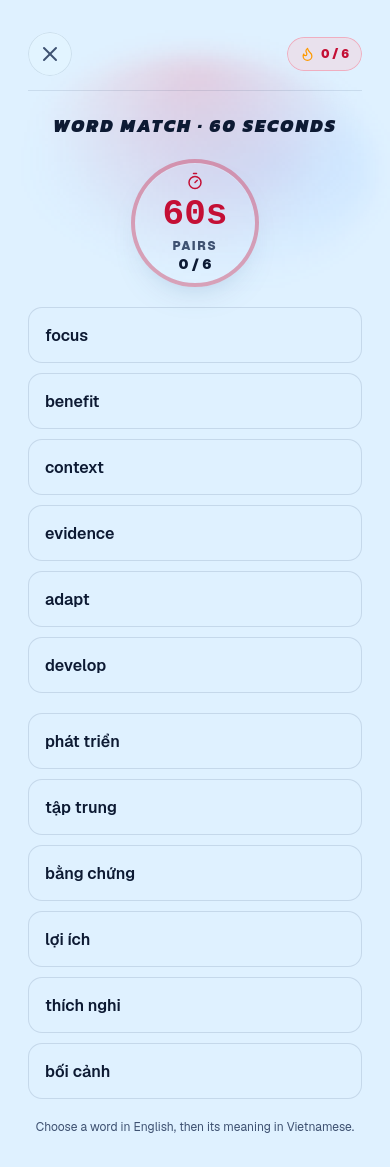 0 / 6
WORD MATCH · 60 SECONDS
60s
PAIRS
0 / 6
focus
benefit
context
evidence
adapt
develop
phát triển
tập trung
bằng chứng
lợi ích
thích nghi
bối cảnh
Choose a word in English, then its meaning in Vietnamese.